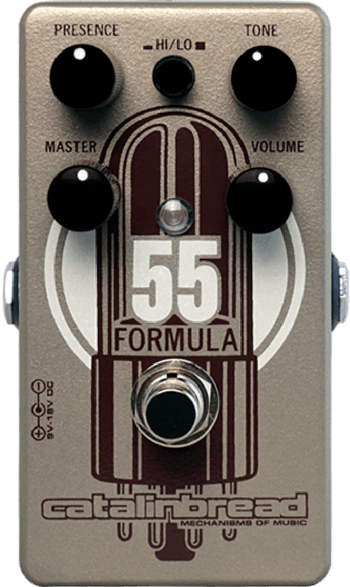 PRESENCE
HI/LO
TONE
MASTER
VOLUME
55
FORMULA
9V-18V DC
catalinbread
MECHANISMS OF MUSIC